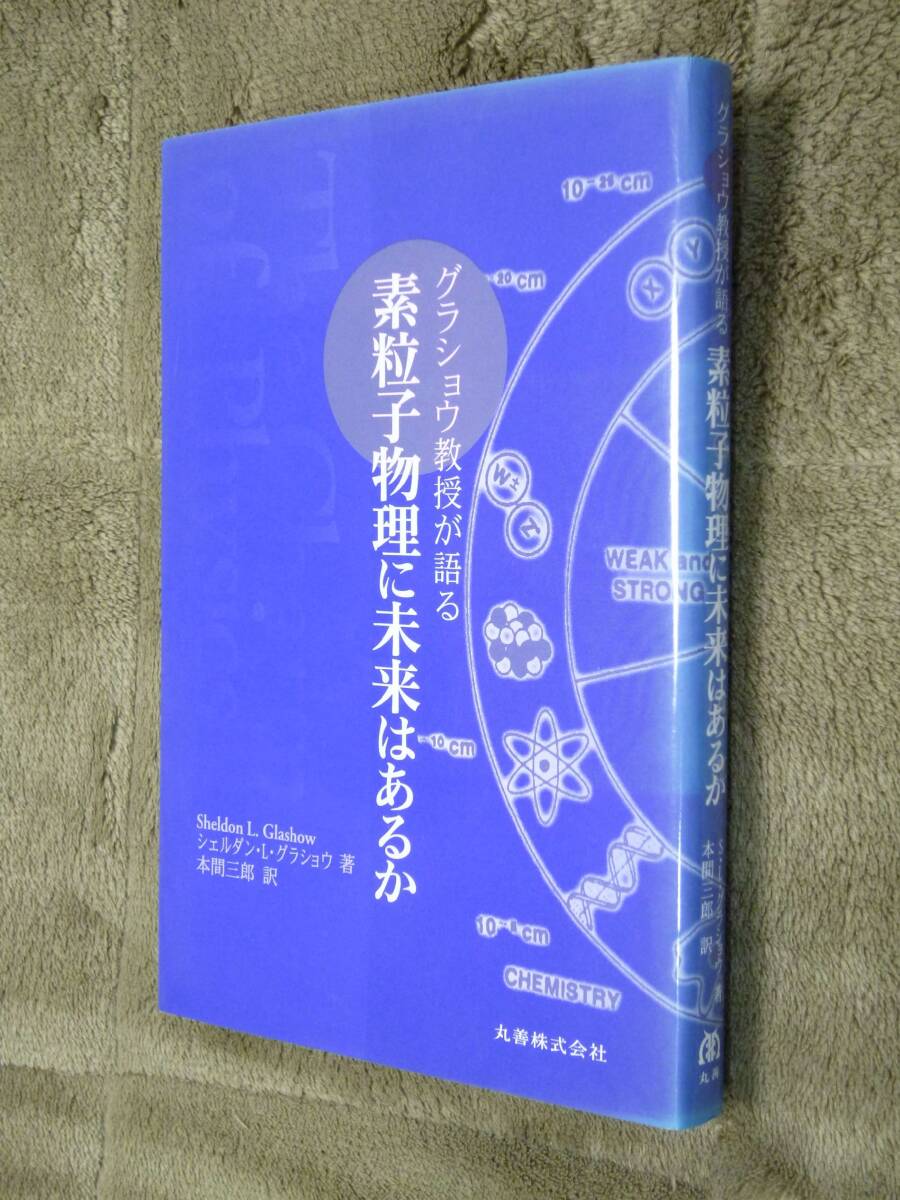 グラショウ教授が語る
素粒子物理に未来はあるか
Sheldon L. Glashow
シェルダン・L・グラショウ 著
本間三郎 訳
丸善株式会社
10-8 cm
CHEMISTRY
-10 cm
-20 cm
cm
W±
Y
X
WEAK and
STRONG
グラショウ教授が語る
素粒子物理に未来はあるか
本間三郎 訳
丸善